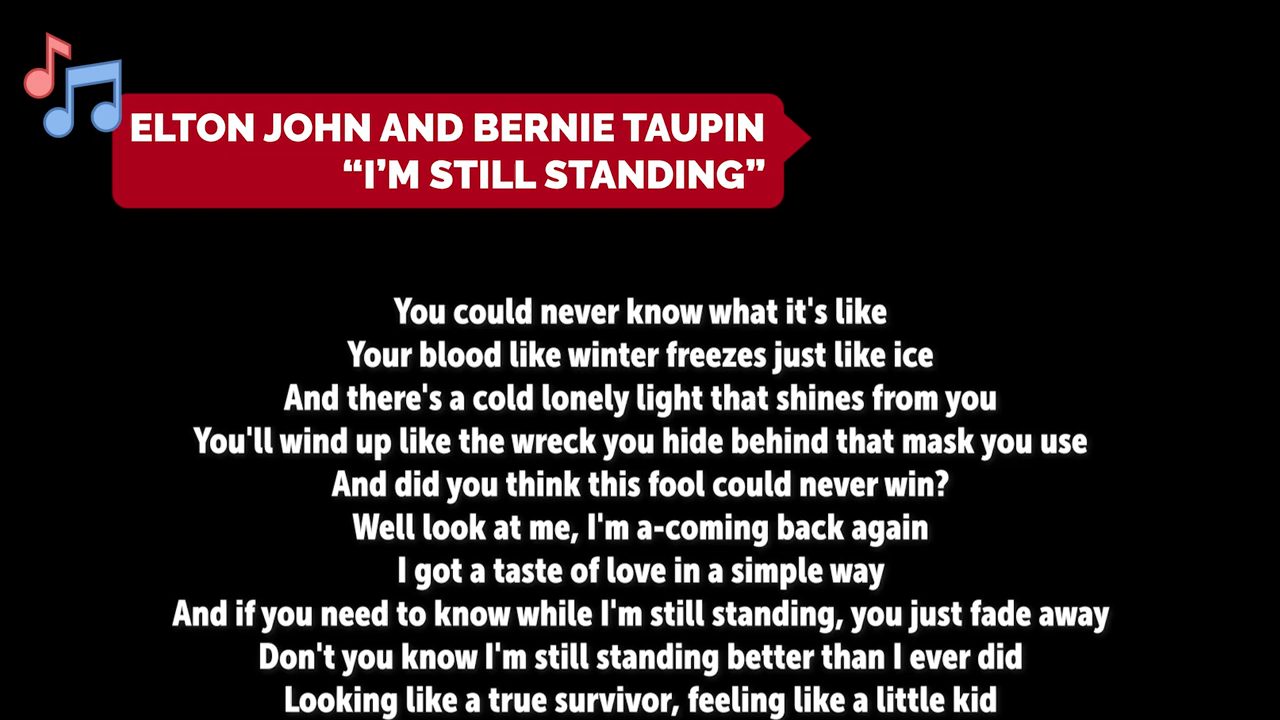 ELTON JOHN AND BERNIE TAUPIN
“I’M STILL STANDING”
You could never know what it's like
Your blood like winter freezes just like ice
And there's a cold lonely light that shines from you
You'll wind up like the wreck you hide behind that mask you use
And did you think this fool could never win?
Well look at me, I'm a-coming back again
I got a taste of love in a simple way
And if you need to know while I'm still standing, you just fade away
Don't you know I'm still standing better than I ever did
Looking like a true survivor, feeling like a little kid